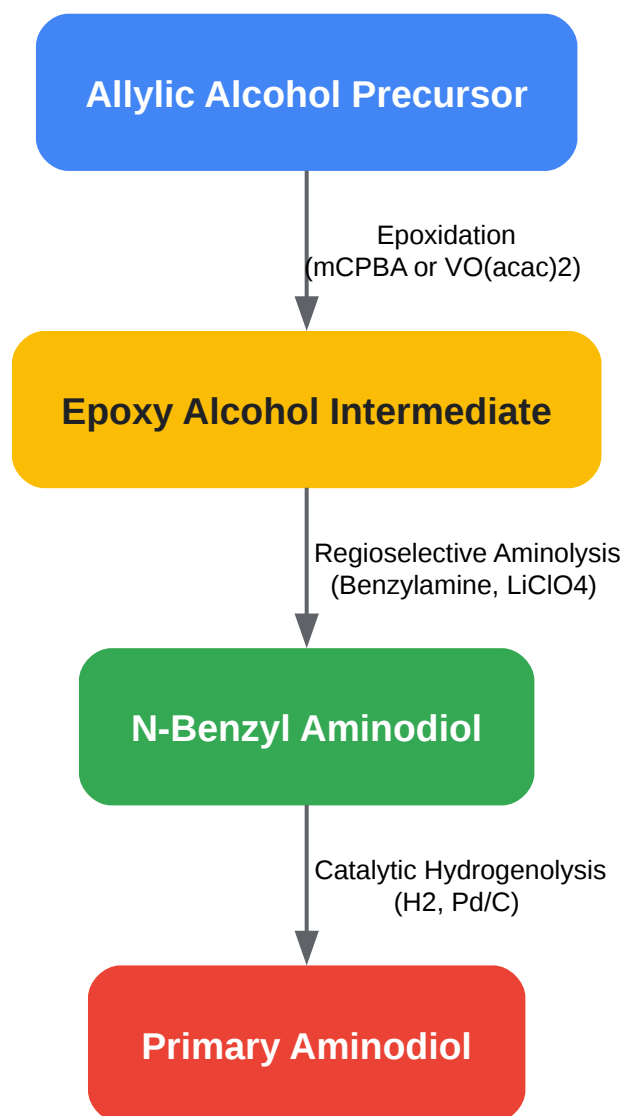 Allylic Alcohol Precursor
Epoxidation
(mCPBA or VO(acac)2)
Epoxy Alcohol Intermediate
Regioselective Aminolysis
(Benzylamine, LiClO4)
N-Benzyl Aminodiol
Catalytic Hydrogenolysis
(H2, Pd/C)
Primary Aminodiol